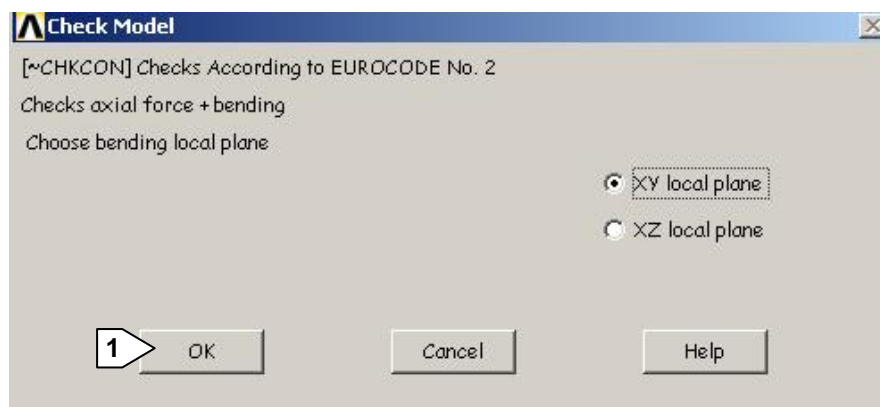 Check Model
[~CHKCON] Checks According to EUROCODE No. 2
Checks axial force + bending
Choose bending local plane
XY local plane
XZ local plane
1 OK Cancel Help